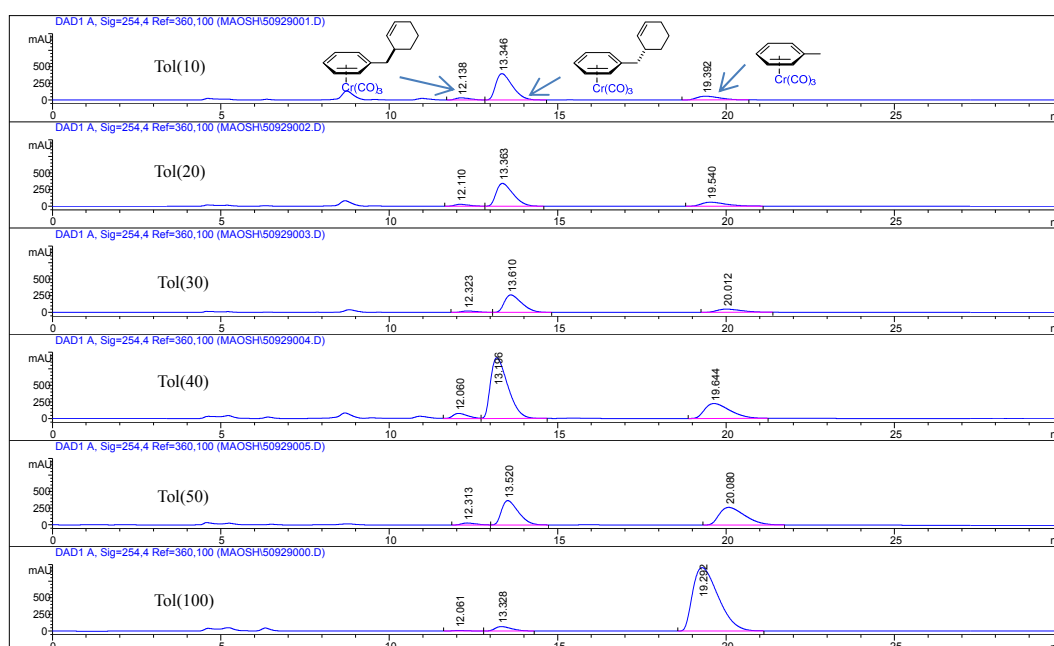 DAD1 A, Sig=254,4 Ref=360,100 (MAOSH\50929001.D)
mAU
500
250
0
Tol(10)
Cr(CO)3
12.138
13.346
Cr(CO)3
19.392
Cr(CO)3
0 5 10 15 20 25
DAD1 A, Sig=254,4 Ref=360,100 (MAOSH\50929002.D)
mAU
500
250
0
Tol(20)
12.110
13.363
19.540
0 5 10 15 20 25
DAD1 A, Sig=254,4 Ref=360,100 (MAOSH\50929003.D)
mAU
500
250
0
Tol(30)
12.323
13.610
20.012
0 5 10 15 20 25
DAD1 A, Sig=254,4 Ref=360,100 (MAOSH\50929004.D)
mAU
500
250
0
Tol(40)
12.060
13.196
19.644
0 5 10 15 20 25
DAD1 A, Sig=254,4 Ref=360,100 (MAOSH\50929005.D)
mAU
500
250
0
Tol(50)
12.313
13.520
20.080
0 5 10 15 20 25
DAD1 A, Sig=254,4 Ref=360,100 (MAOSH\50929000.D)
mAU
500
250
0
Tol(100)
12.061
13.328
19.292
0 5 10 15 20 25